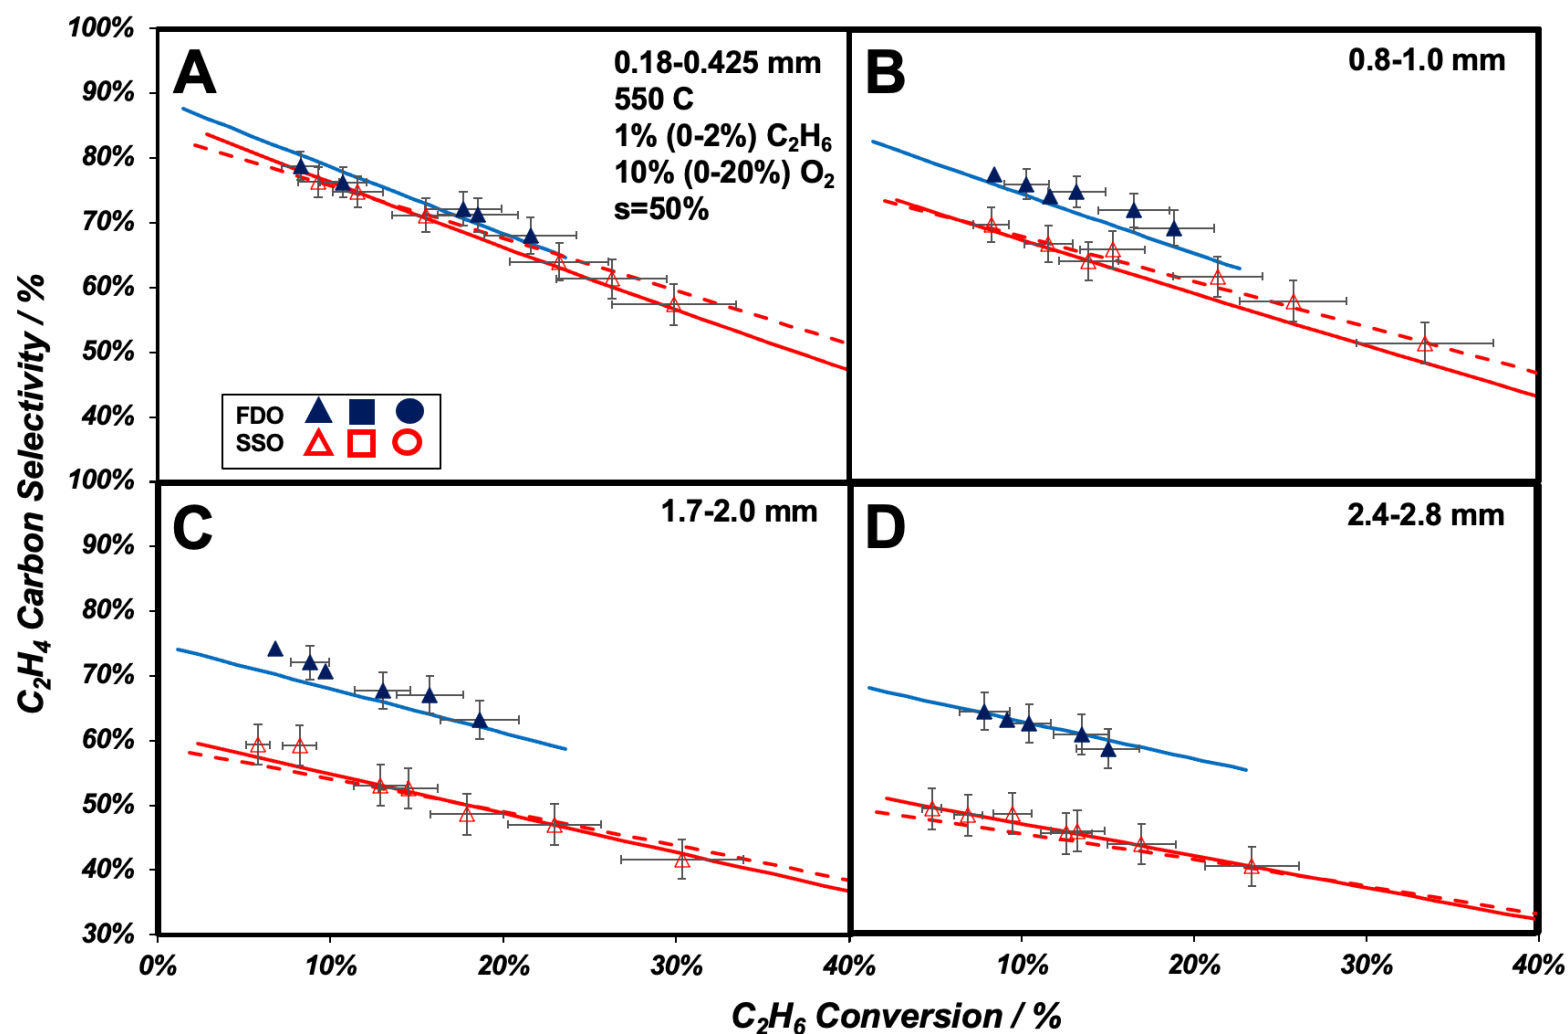 100%
90%
80%
70%
60%
50%
40%
100%
90%
80%
70%
60%
50%
40%
30%
C₂H₄ Carbon Selectivity / %
A
0.18-0.425 mm
550 C
1% (0-2%) C₂H₆
10% (0-20%) O₂
s=50%
FDO
SSO
B
0.8-1.0 mm
C
1.7-2.0 mm
D
2.4-2.8 mm
0% 10% 20% 30% 40% 10% 20% 30% 40%
C₂H₆ Conversion / %